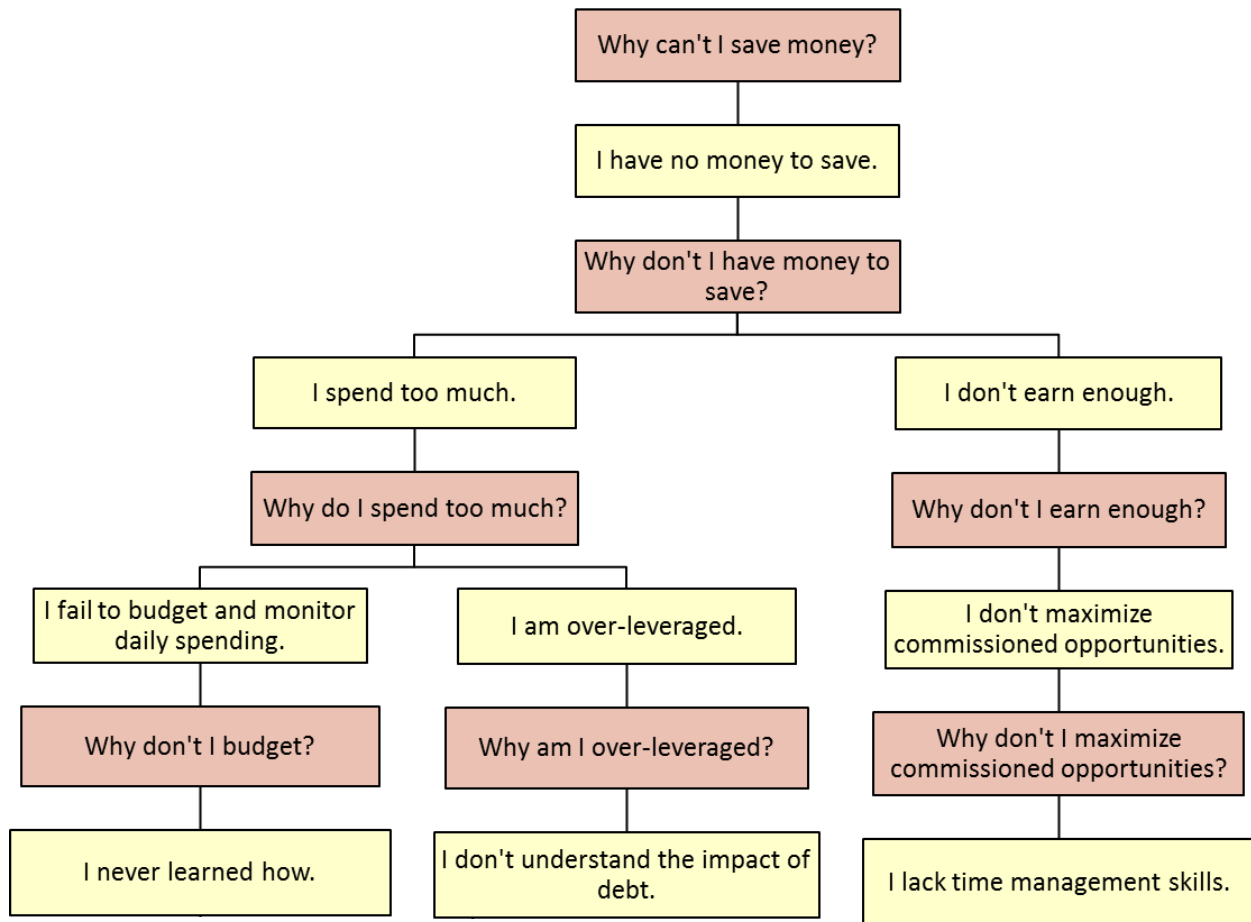 Why can't I save money?
I have no money to save.
Why don't I have money to
save?
I spend too much.
I don't earn enough.
Why do I spend too much?
Why don't I earn enough?
I fail to budget and monitor
daily spending.
I am over-leveraged.
I don't maximize
commissioned opportunities.
Why don't I budget?
Why am I over-leveraged?
Why don't I maximize
commissioned opportunities?
I never learned how.
I don't understand the impact of
debt.
I lack time management skills.